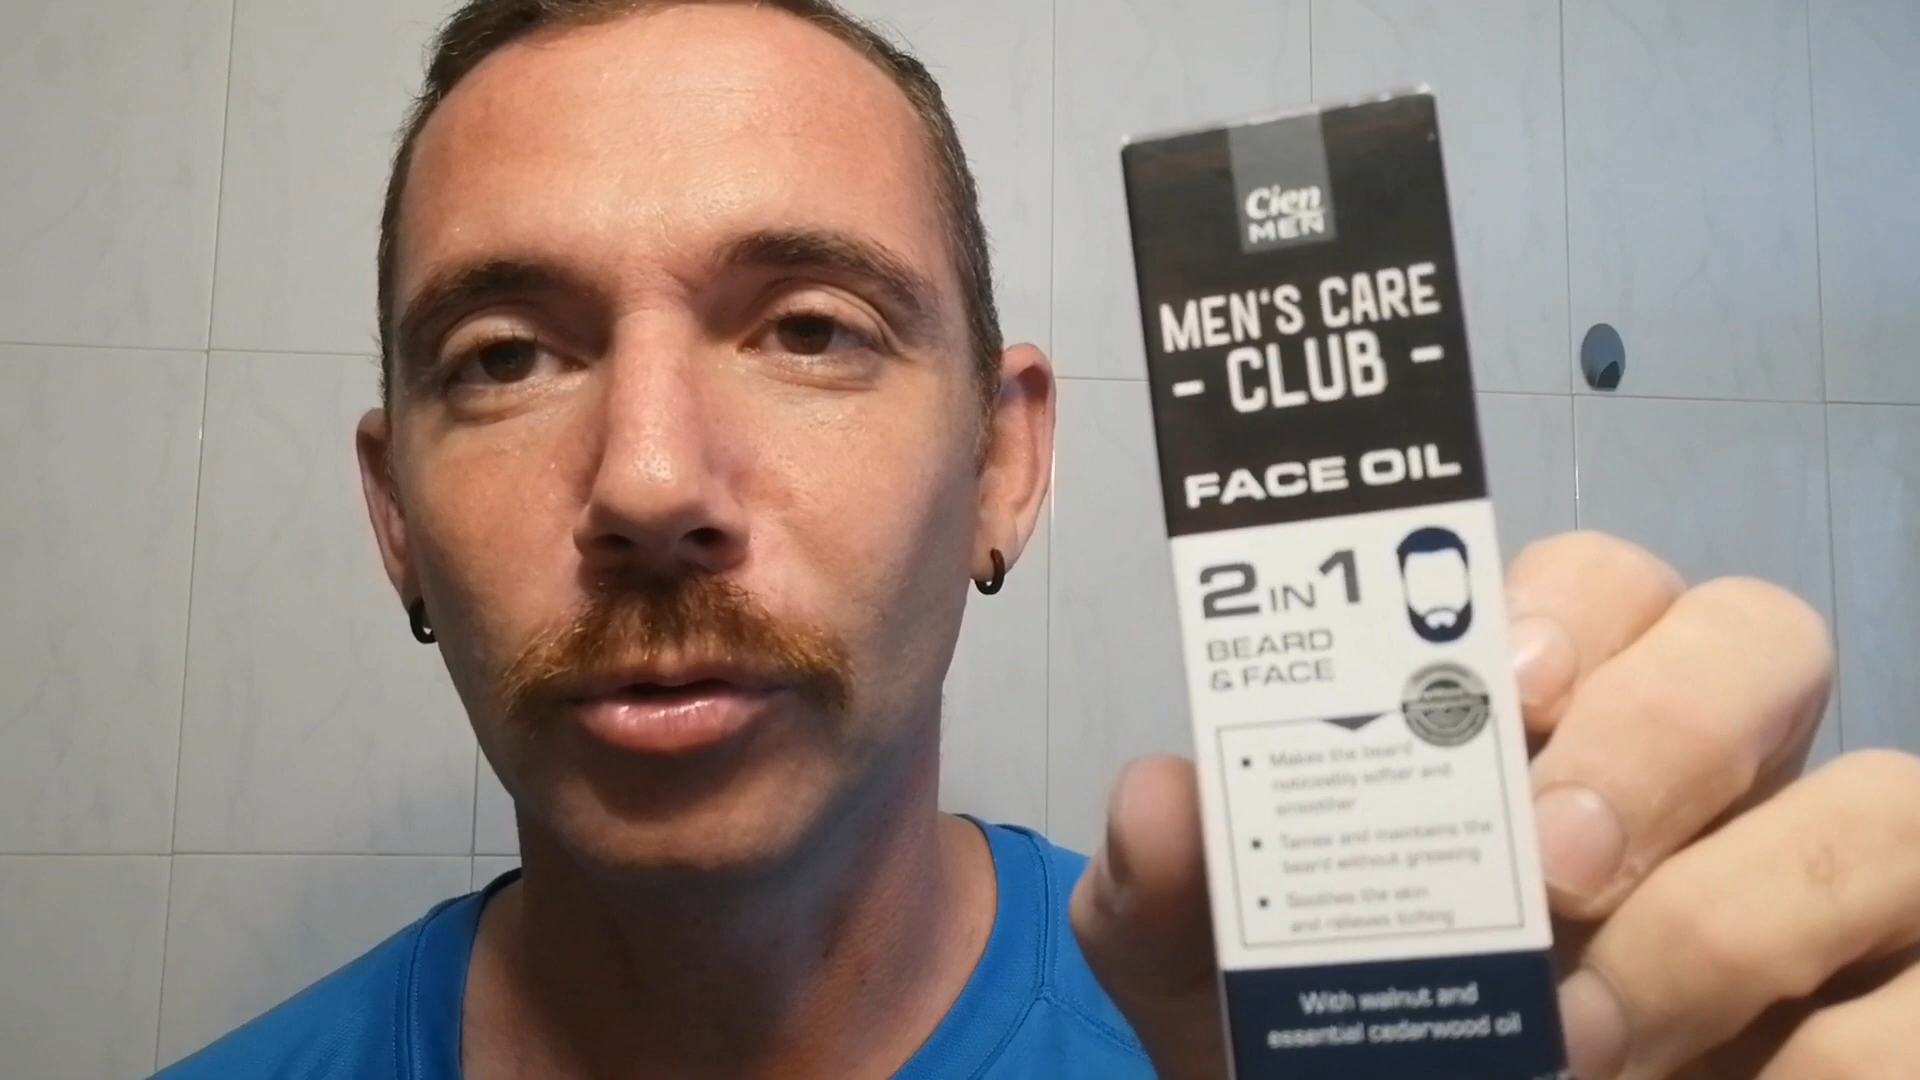 Cien
MEN
MEN'S CARE
- CLUB -
FACE OIL
2 IN 1
BEARD
& FACE
Makes the beard
noticeably softer and
smoother
Tames and maintains the
beard without greasing
Soothes the skin
and relieves itching
With walnut and
essential cedarwood oil